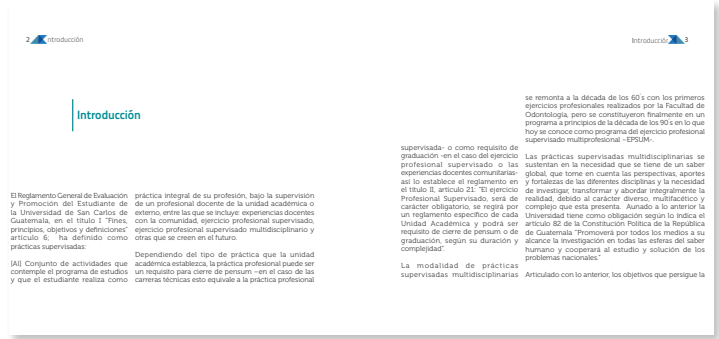 2 Introducción
Introducción
El Reglamento General de Evaluación
y Promoción del Estudiante de
la Universidad de San Carlos de
Guatemala, en el título I "Fines,
principios, objetivos y definiciones"
artículo 6; ha definido como
prácticas supervisadas:
[Al] Conjunto de actividades que
contemple el programa de estudios
y que el estudiante realiza como
práctica integral de su profesión, bajo la supervisión
de un profesional docente de la unidad académica o
externo, entre las que se incluye: experiencias docentes
con la comunidad, ejercicio profesional supervisado,
ejercicio profesional supervisado multidisciplinario y
otras que se creen en el futuro.
Dependiendo del tipo de práctica que la unidad
académica establezca, la práctica profesional puede ser
un requisito para cierre de pensum –en el caso de las
carreras técnicas esto equivale a la práctica profesional
Introducción 3
supervisada- o como requisito de
graduación -en el caso del ejercicio
profesional supervisado o las
experiencias docentes comunitarias-
así lo establece el reglamento en
el título II, artículo 21: "El ejercicio
Profesional Supervisado, será de
carácter obligatorio, se regirá por
un reglamento específico de cada
Unidad Académica y podrá ser
requisito de cierre de pensum o de
graduación, según su duración y
complejidad".
La modalidad de prácticas
supervisadas multidisciplinarias
se remonta a la década de los 60´s con los primeros
ejercicios profesionales realizados por la Facultad de
Odontología, pero se constituyeron finalmente en un
programa a principios de la década de los 90´s en lo que
hoy se conoce como programa del ejercicio profesional
supervisado multiprofesional –EPSUM-.
Las prácticas supervisadas multidisciplinarias se
sustentan en la necesidad que se tiene de un saber
global, que tome en cuenta las perspectivas, aportes
y fortalezas de las diferentes disciplinas y la necesidad
de investigar, transformar y abordar integralmente la
realidad, debido al carácter diverso, multifacético y
complejo que esta presenta. Aunado a lo anterior la
Universidad tiene como obligación según lo indica el
artículo 82 de la Constitución Política de la República
de Guatemala "Promoverá por todos los medios a su
alcance la investigación en todas las esferas del saber
humano y cooperará al estudio y solución de los
problemas nacionales."
Articulado con lo anterior, los objetivos que persigue la